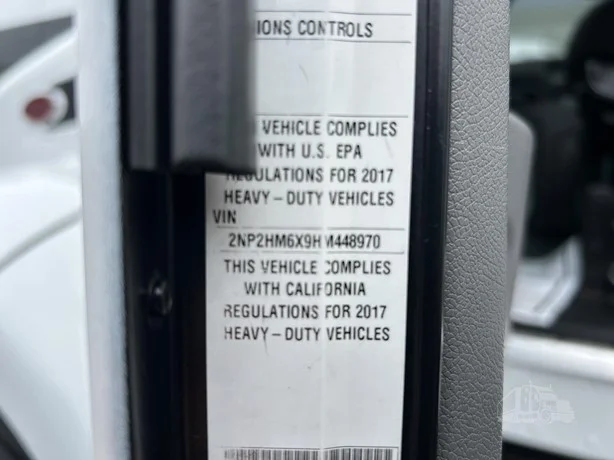 IONS CONTROLS
VEHICLE COMPLIES
WITH U.S. EPA
REGULATIONS FOR 2017
HEAVY-DUTY VEHICLES
VIN
2NP2HM6X9HM448970
THIS VEHICLE COMPLIES
WITH CALIFORNIA
REGULATIONS FOR 2017
HEAVY-DUTY VEHICLES